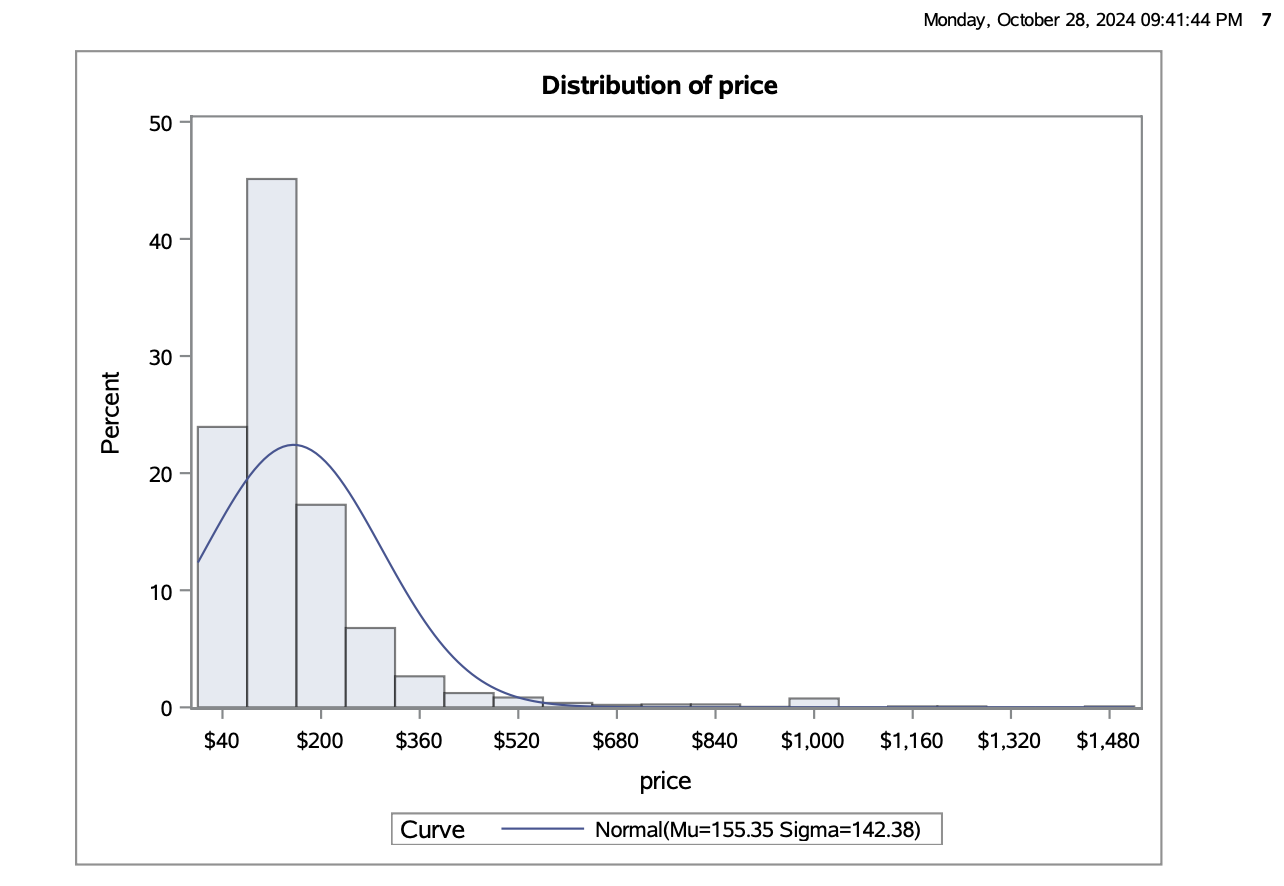 Monday, October 28, 2024 09:41:44 PM 7
Distribution of price
50
40
30
20
10
0
Percent
$40 $200 $360 $520 $680 $840 $1,000 $1,160 $1,320 $1,480
price
Curve Normal(Mu=155.35 Sigma=142.38)